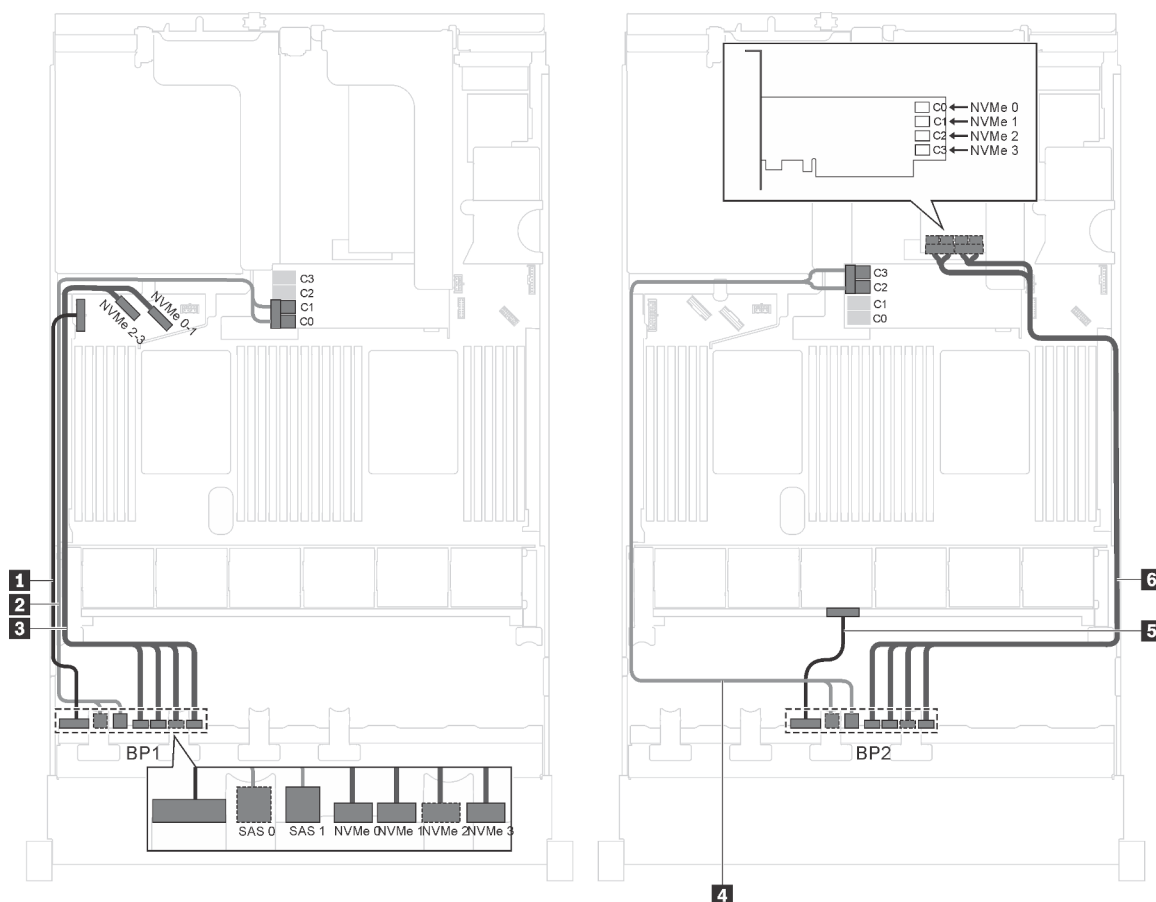 C3
C2
C1
C0
NVMe 0-1
NVMe 2-3
1
2
3
BP1
SAS 0
SAS 1
NVMe 0
NVMe 1
NVMe 2
NVMe 3
C0 NVMe 0
C1 NVMe 1
C2 NVMe 2
C3 NVMe 3
C3
C2
C1
C0
6
5
BP2
4